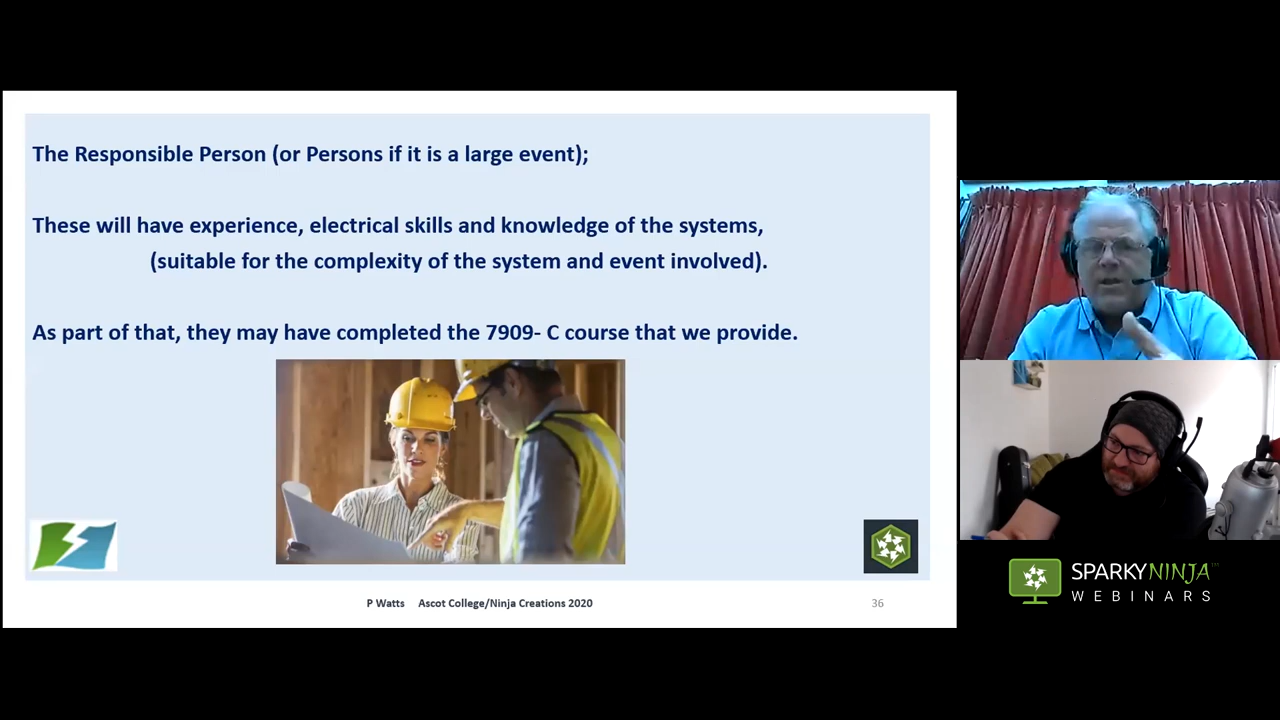 The Responsible Person (or Persons if it is a large event);
These will have experience, electrical skills and knowledge of the systems,
(suitable for the complexity of the system and event involved).
As part of that, they may have completed the 7909- C course that we provide.
P Watts Ascot College/Ninja Creations 2020
36
SPARKYNINJA™
WEBINARS